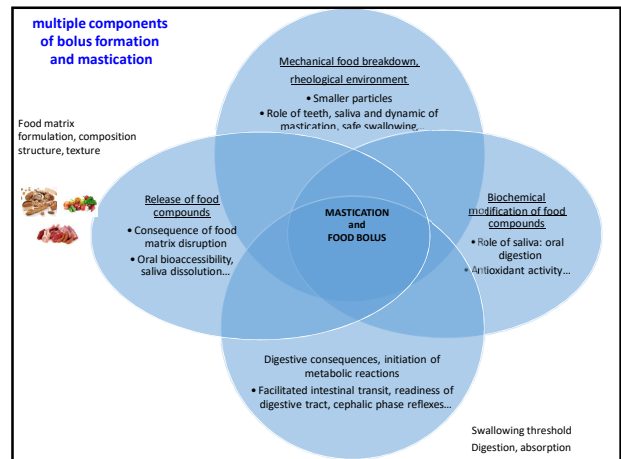 multiple components
of bolus formation
and mastication
Mechanical food breakdown,
rheological environment
• Smaller particles
• Role of teeth, saliva and dynamic of
mastication, safe swallowing,…
Food matrix
formulation, composition
structure, texture
Release of food
compounds
• Consequence of food
matrix disruption
• Oral bioaccessibility,
saliva dissolution…
MASTICATION
and
FOOD BOLUS
Biochemical
modification of food
compounds
• Role of saliva: oral
digestion
• Antioxidant activity…
Digestive consequences, initiation of
metabolic reactions
• Facilitated intestinal transit, readiness of
digestive tract, cephalic phase reflexes…
Swallowing threshold
Digestion, absorption